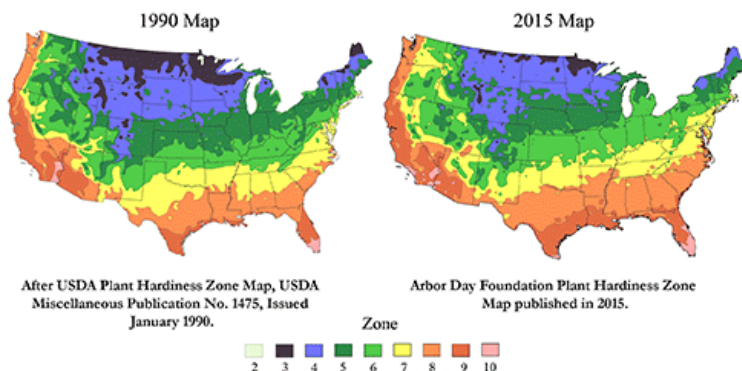 1990 Map
2015 Map
After USDA Plant Hardiness Zone Map, USDA
Miscellaneous Publication No. 1475, Issued
January 1990.
Arbor Day Foundation Plant Hardiness Zone
Map published in 2015.
Zone
2 3 4 5 6 7 8 9 10